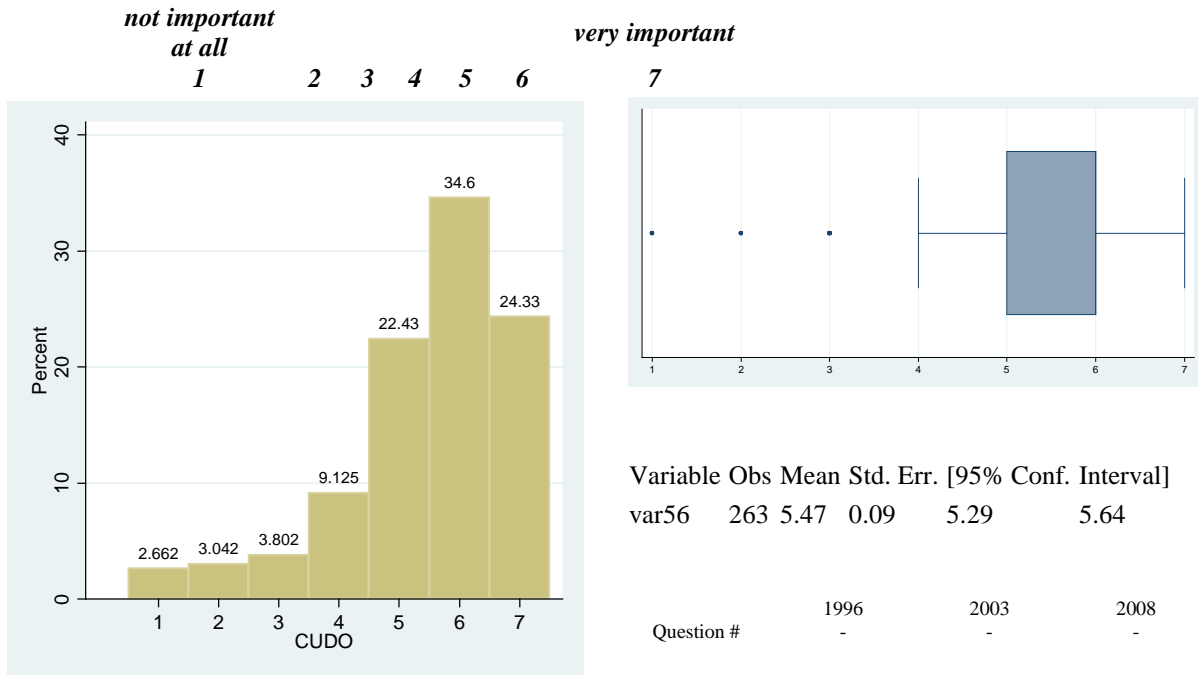 not important
at all
very important
1 2 3 4 5 6 7
40
30
20
10
0
Percent
2.662
3.042
3.802
9.125
22.43
34.6
24.33
1 2 3 4 5 6 7
CUDO
1 2 3 4 5 6 7
Variable Obs Mean Std. Err. [95% Conf. Interval]
var56 263 5.47 0.09 5.29 5.64
1996 2003 2008
Question # - - -